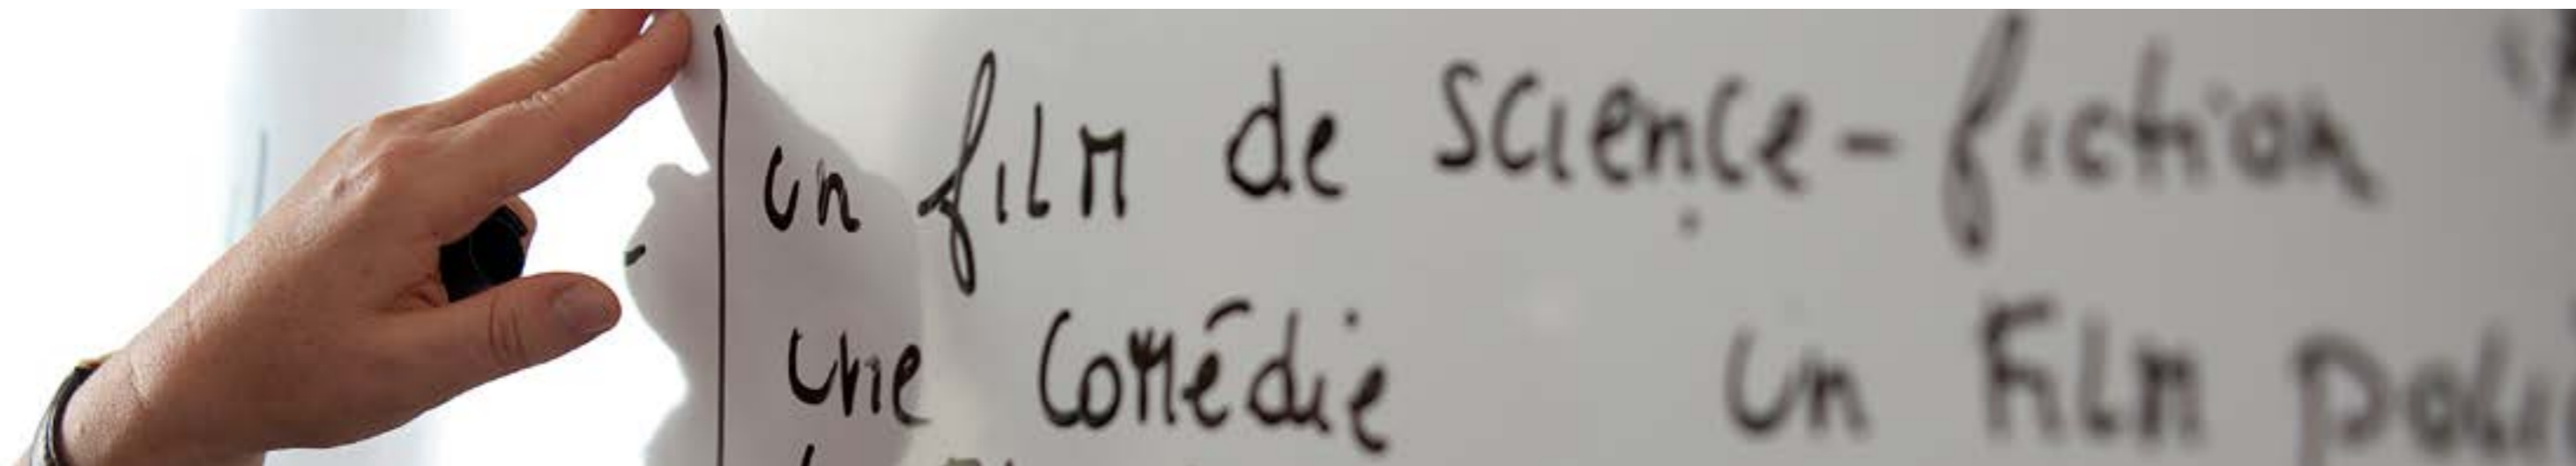 un film de science-fiction
une comédie un Film